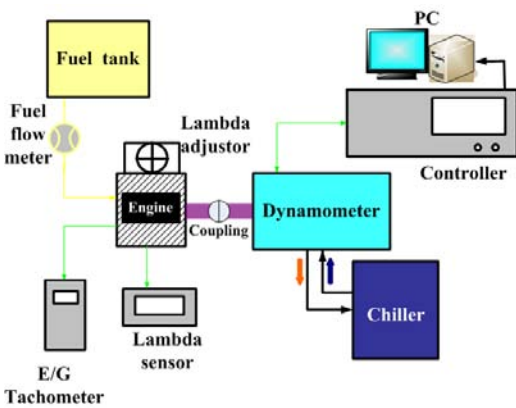 PC
Fuel tank
Fuel
flow
meter
Lambda
adjustor
Controller
Engine
Coupling
Dynamometer
Chiller
Lambda
sensor
E/G
Tachometer